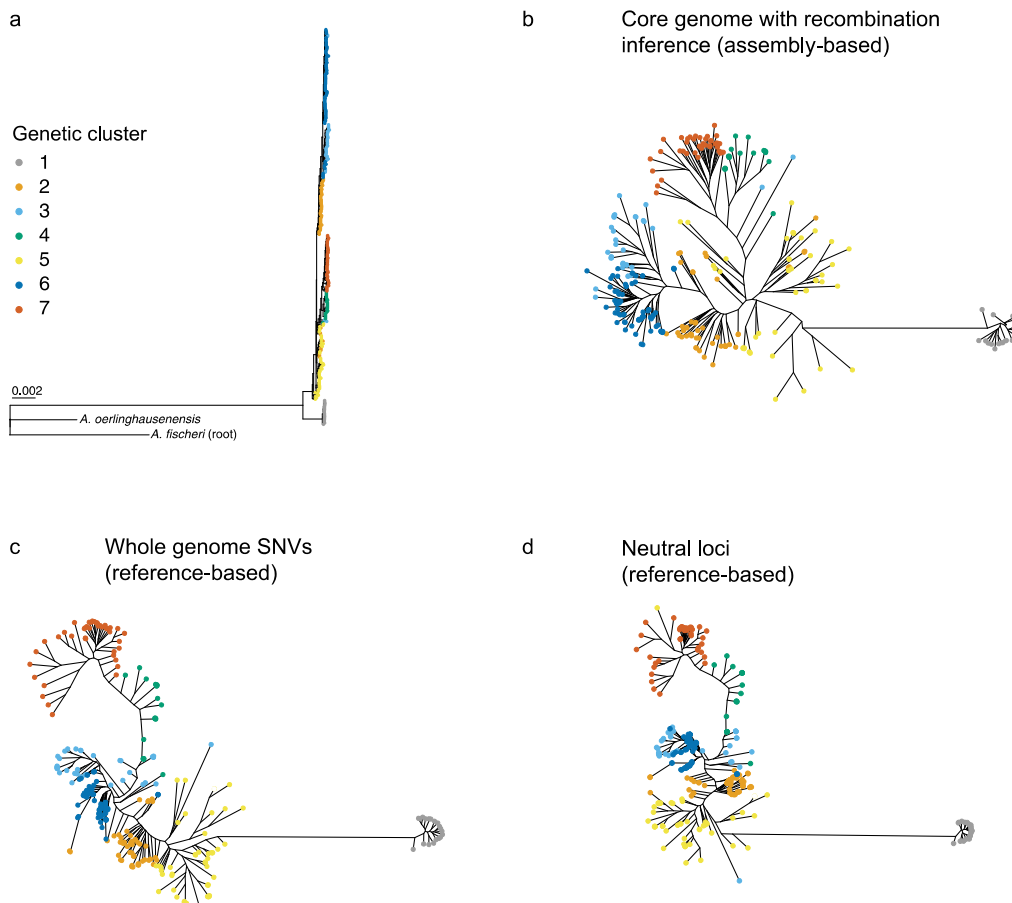 a
Genetic cluster
1
2
3
4
5
6
7
0.002
A. oerlinghausenensis
A. fischeri (root)
b
Core genome with recombination
inference (assembly-based)
c
Whole genome SNVs
(reference-based)
d
Neutral loci
(reference-based)